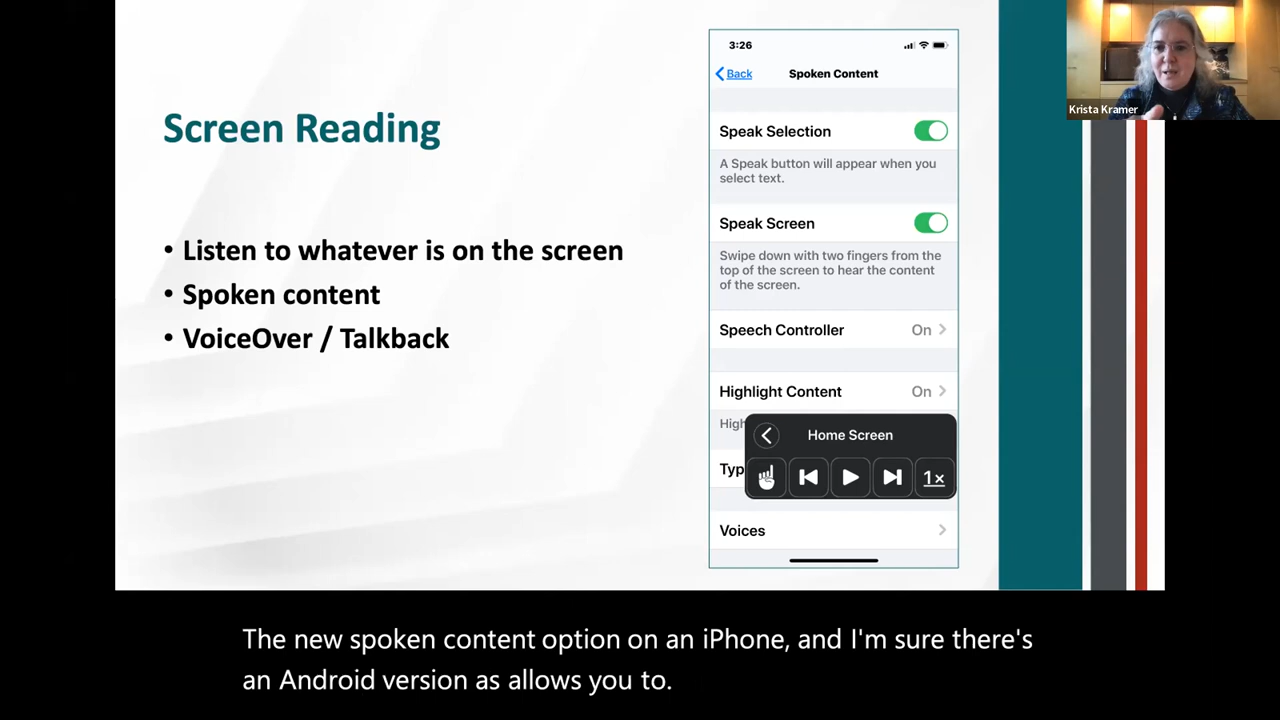 Screen Reading
• Listen to whatever is on the screen
• Spoken content
• VoiceOver / Talkback
3:26
Back
Spoken Content
Speak Selection
A Speak button will appear when you
select text.
Speak Screen
Swipe down with two fingers from the
top of the screen to hear the content
of the screen.
Speech Controller On
Highlight Content On
High
Home Screen
Typ
1×
Voices
Krista Kramer
The new spoken content option on an iPhone, and I'm sure there's
an Android version as allows you to.